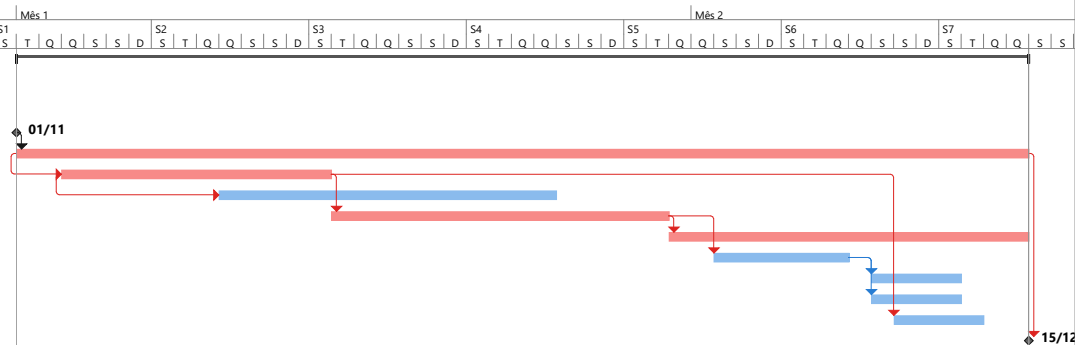 Mês 1 Mês 2
S1 S2 S3 S4 S5 S6 S7
S T Q Q S S D S T Q Q S S D S T Q Q S S D S T Q Q S S D S T Q Q S S D S T Q Q S S D S T Q Q S S
01/11
15/12